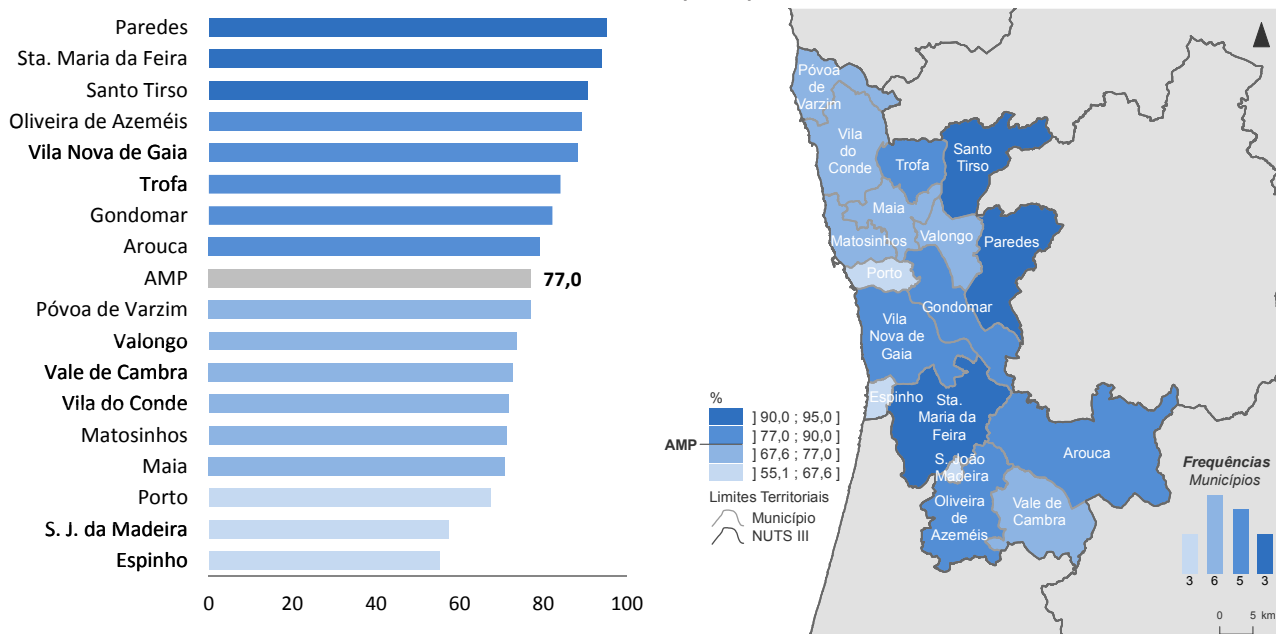 Paredes
Sta. Maria da Feira
Santo Tirso
Oliveira de Azeméis
Vila Nova de Gaia
Trofa
Gondomar
Arouca
AMP
77,0
Póvoa de Varzim
Valongo
Vale de Cambra
Vila do Conde
Matosinhos
Maia
Porto
S. J. da Madeira
Espinho
0 20 40 60 80 100
Póvoa
de
Varzim
Vila
do
Conde
Trofa
Santo
Tirso
Maia
Matosinhos
Valongo
Paredes
Porto
Gondomar
Vila
Nova de
Gaia
Espinho
Sta.
Maria da
Feira
Arouca
S. João
Madeira
Oliveira
de
Azeméis
Vale de
Cambra
%
] 90,0 ; 95,0 ]
] 77,0 ; 90,0 ]
AMP
] 67,6 ; 77,0 ]
] 55,1 ; 67,6 ]
Limites Territoriais
Município
NUTS III
Frequências
Municípios
3 6 5 3
0 5 km